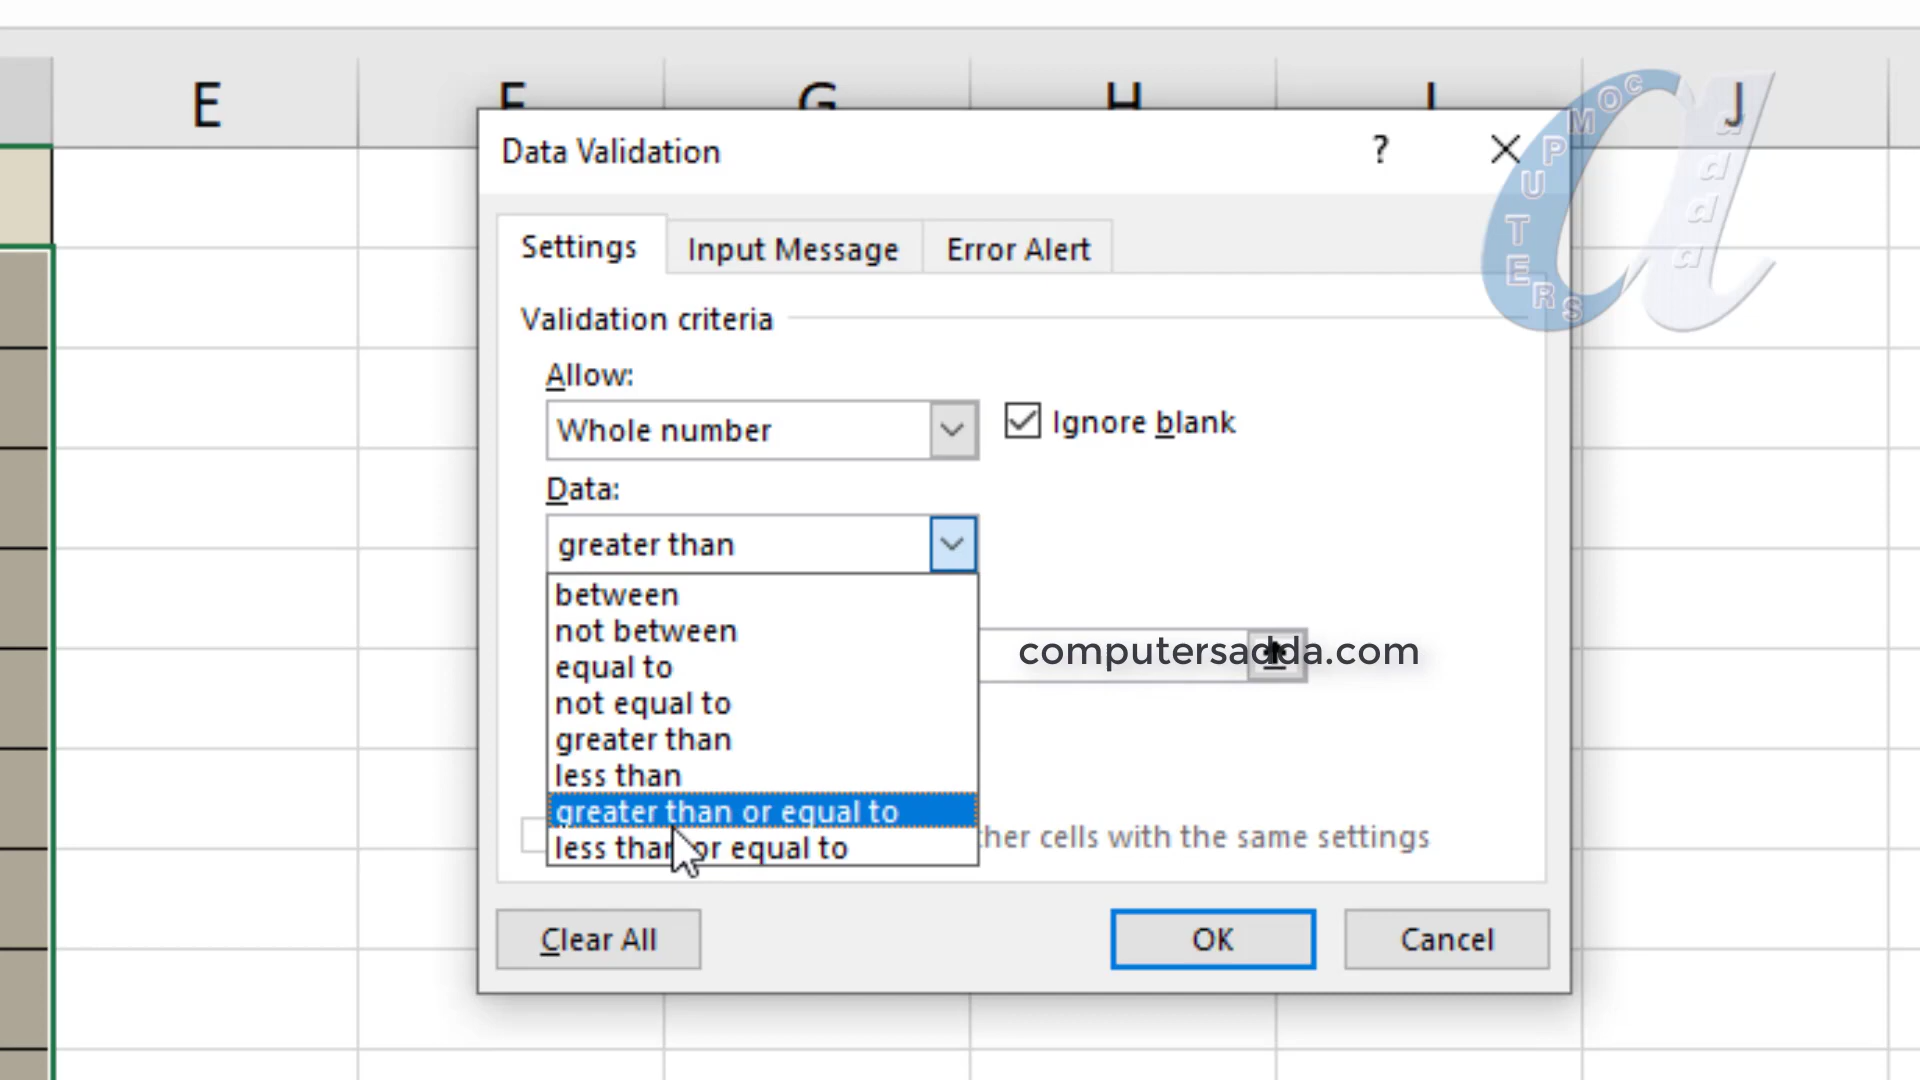 E F G H I J
Data Validation ?
Settings Input Message Error Alert
Validation criteria
Allow:
Whole number Ignore blank
Data:
greater than
between
not between
equal to
not equal to
greater than
less than
greater than or equal to
less than or equal to
computersadda.com
ther cells with the same settings
Clear All OK Cancel
COMPUTERS
adda